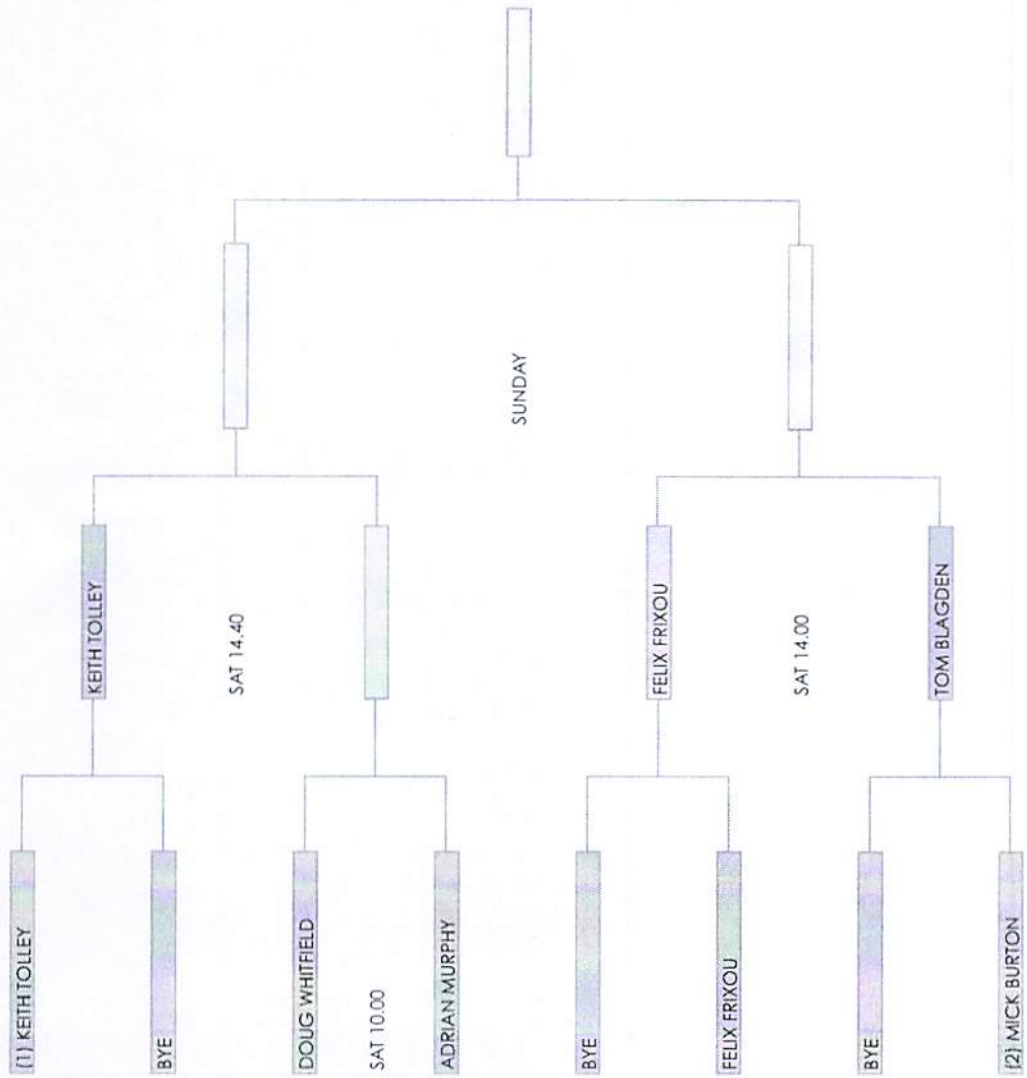 (1) KEITH TOLLEY
BYE
DOUG WHITFIELD
SAT 10.00
ADRIAN MURPHY
BYE
FELIX FRIXOU
BYE
(2) MICK BURTON
KEITH TOLLEY
SAT 14.40
FELIX FRIXOU
SAT 14.00
TOM BLAGDEN
SUNDAY